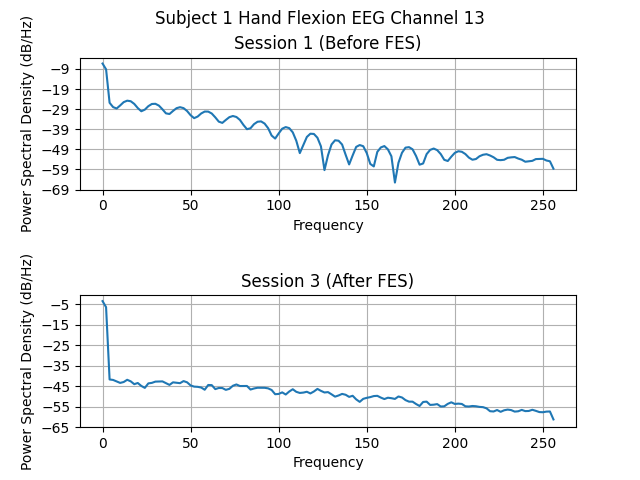 Subject 1 Hand Flexion EEG Channel 13
Session 1 (Before FES)
Power Spectral Density (dB/Hz)
−9
−19
−29
−39
−49
−59
−69
0 50 100 150 200 250
Frequency
Session 3 (After FES)
Power Spectral Density (dB/Hz)
−5
−15
−25
−35
−45
−55
−65
0 50 100 150 200 250
Frequency